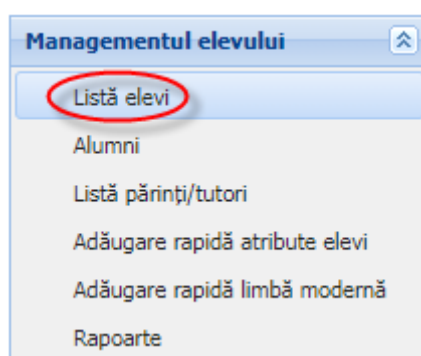 Managementul elevului
Listă elevi
Alumni
Listă părinți/tutori
Adăugare rapidă atribute elevi
Adăugare rapidă limbă modernă
Rapoarte